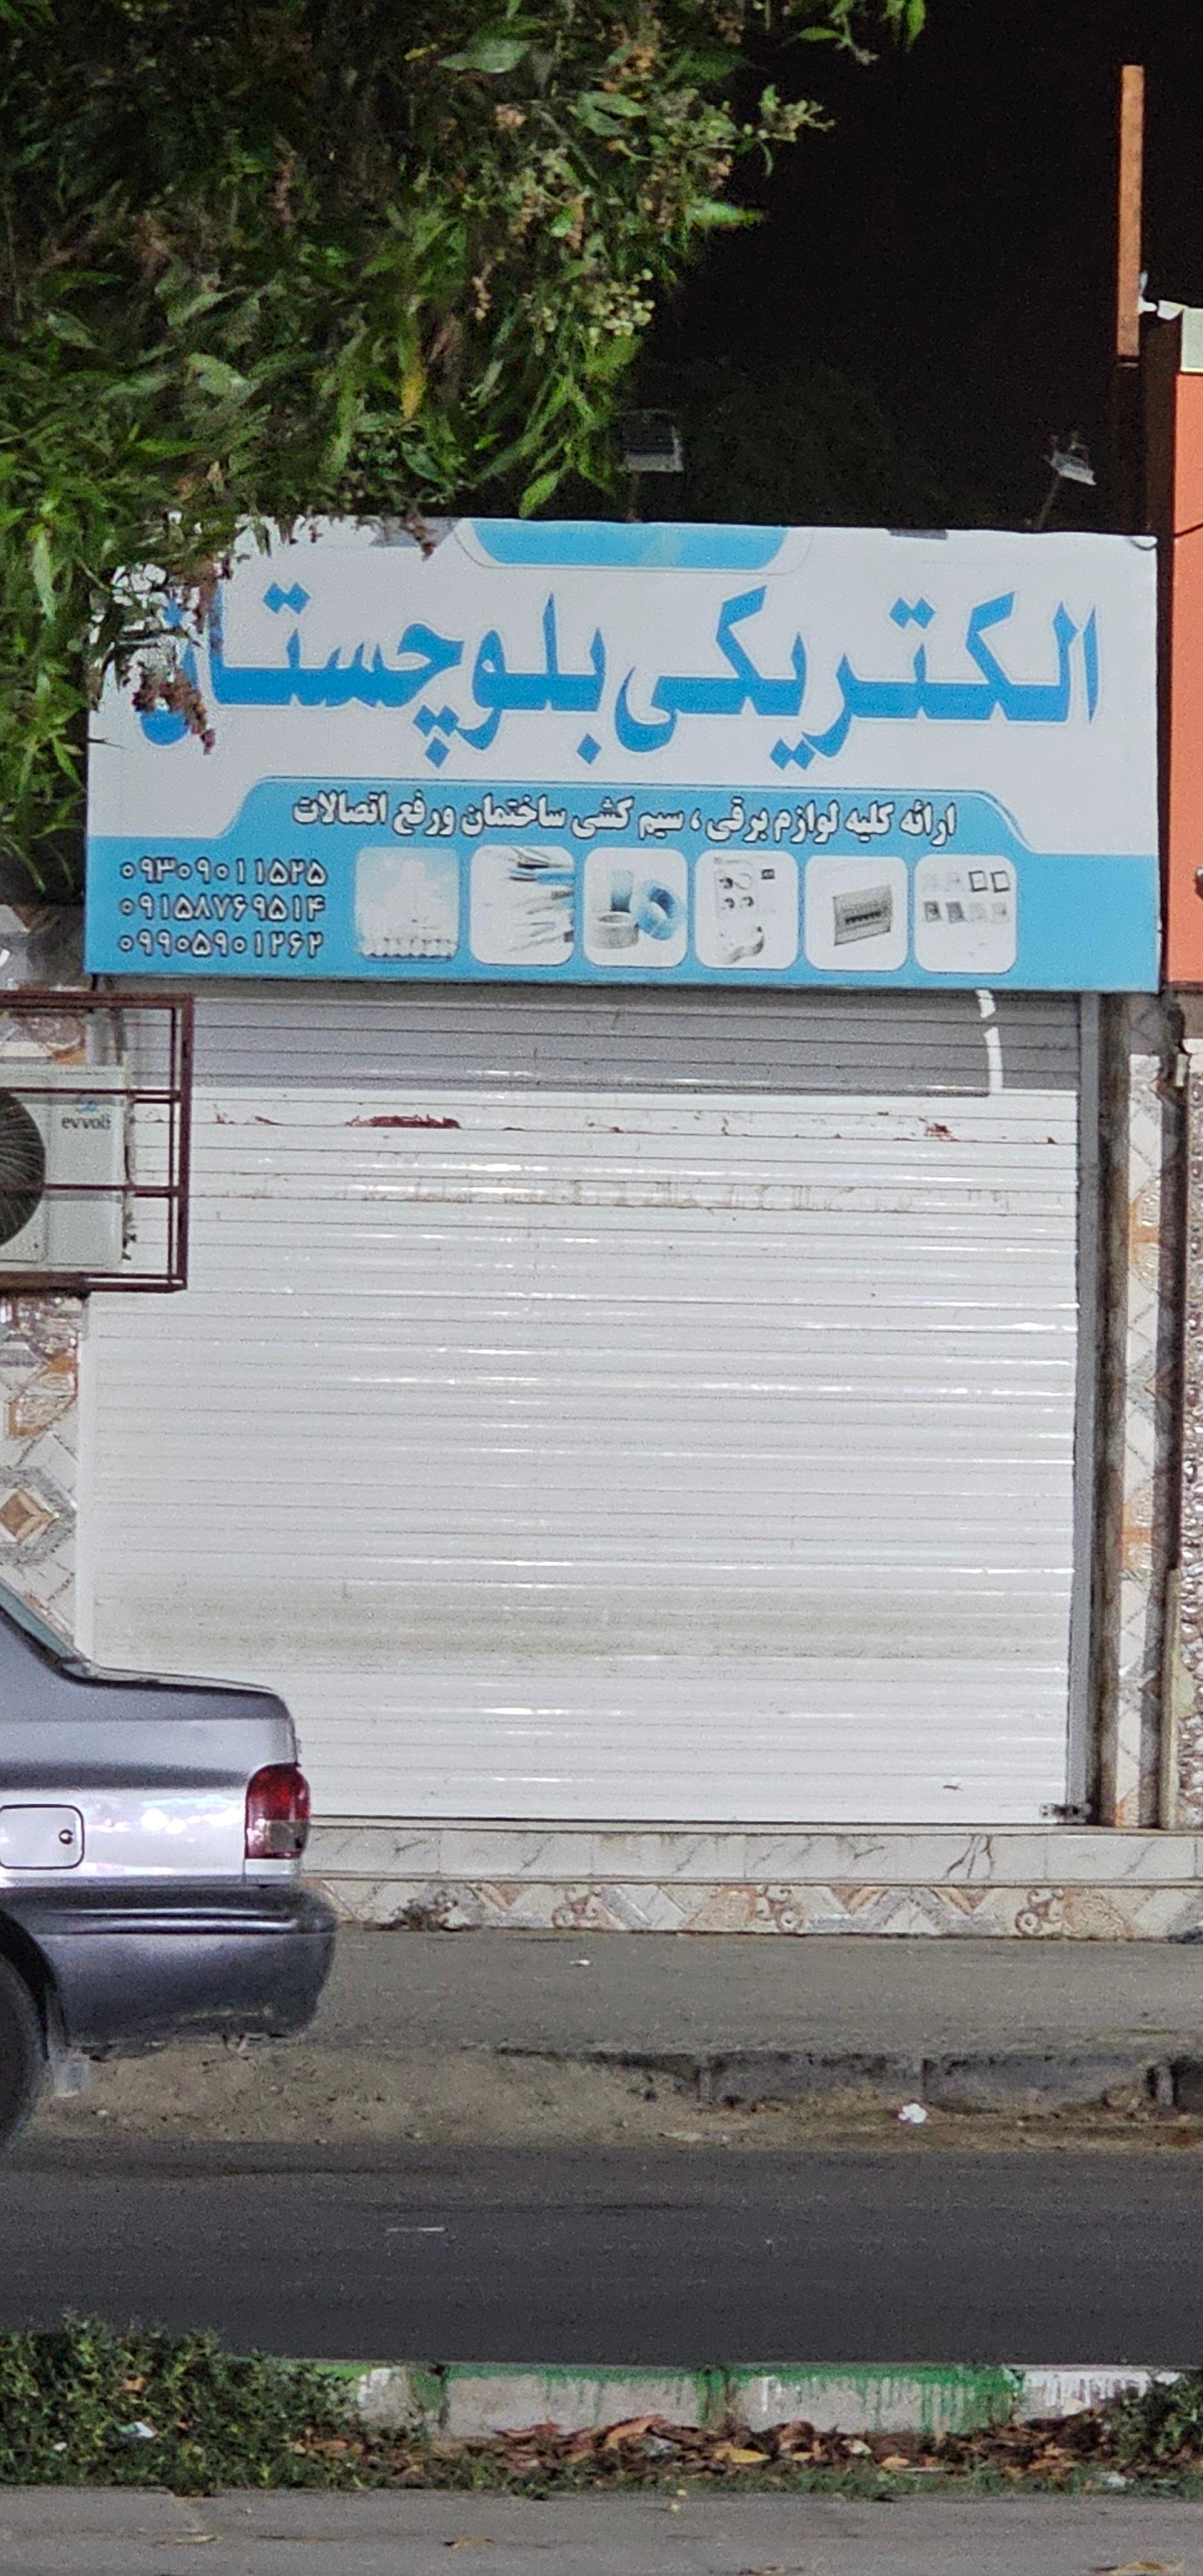 الکتریکی بلوچستان
ارائه کلیه لوازم برقی ، سیم کشی ساختمان ورفع اتصالات
۰۹۳۰۹۰۱۱۵۲۵
۰۹۱۵۸۷۶۹۵۱۴
۰۹۹۰۵۹۰۱۲۶۲
evvoli